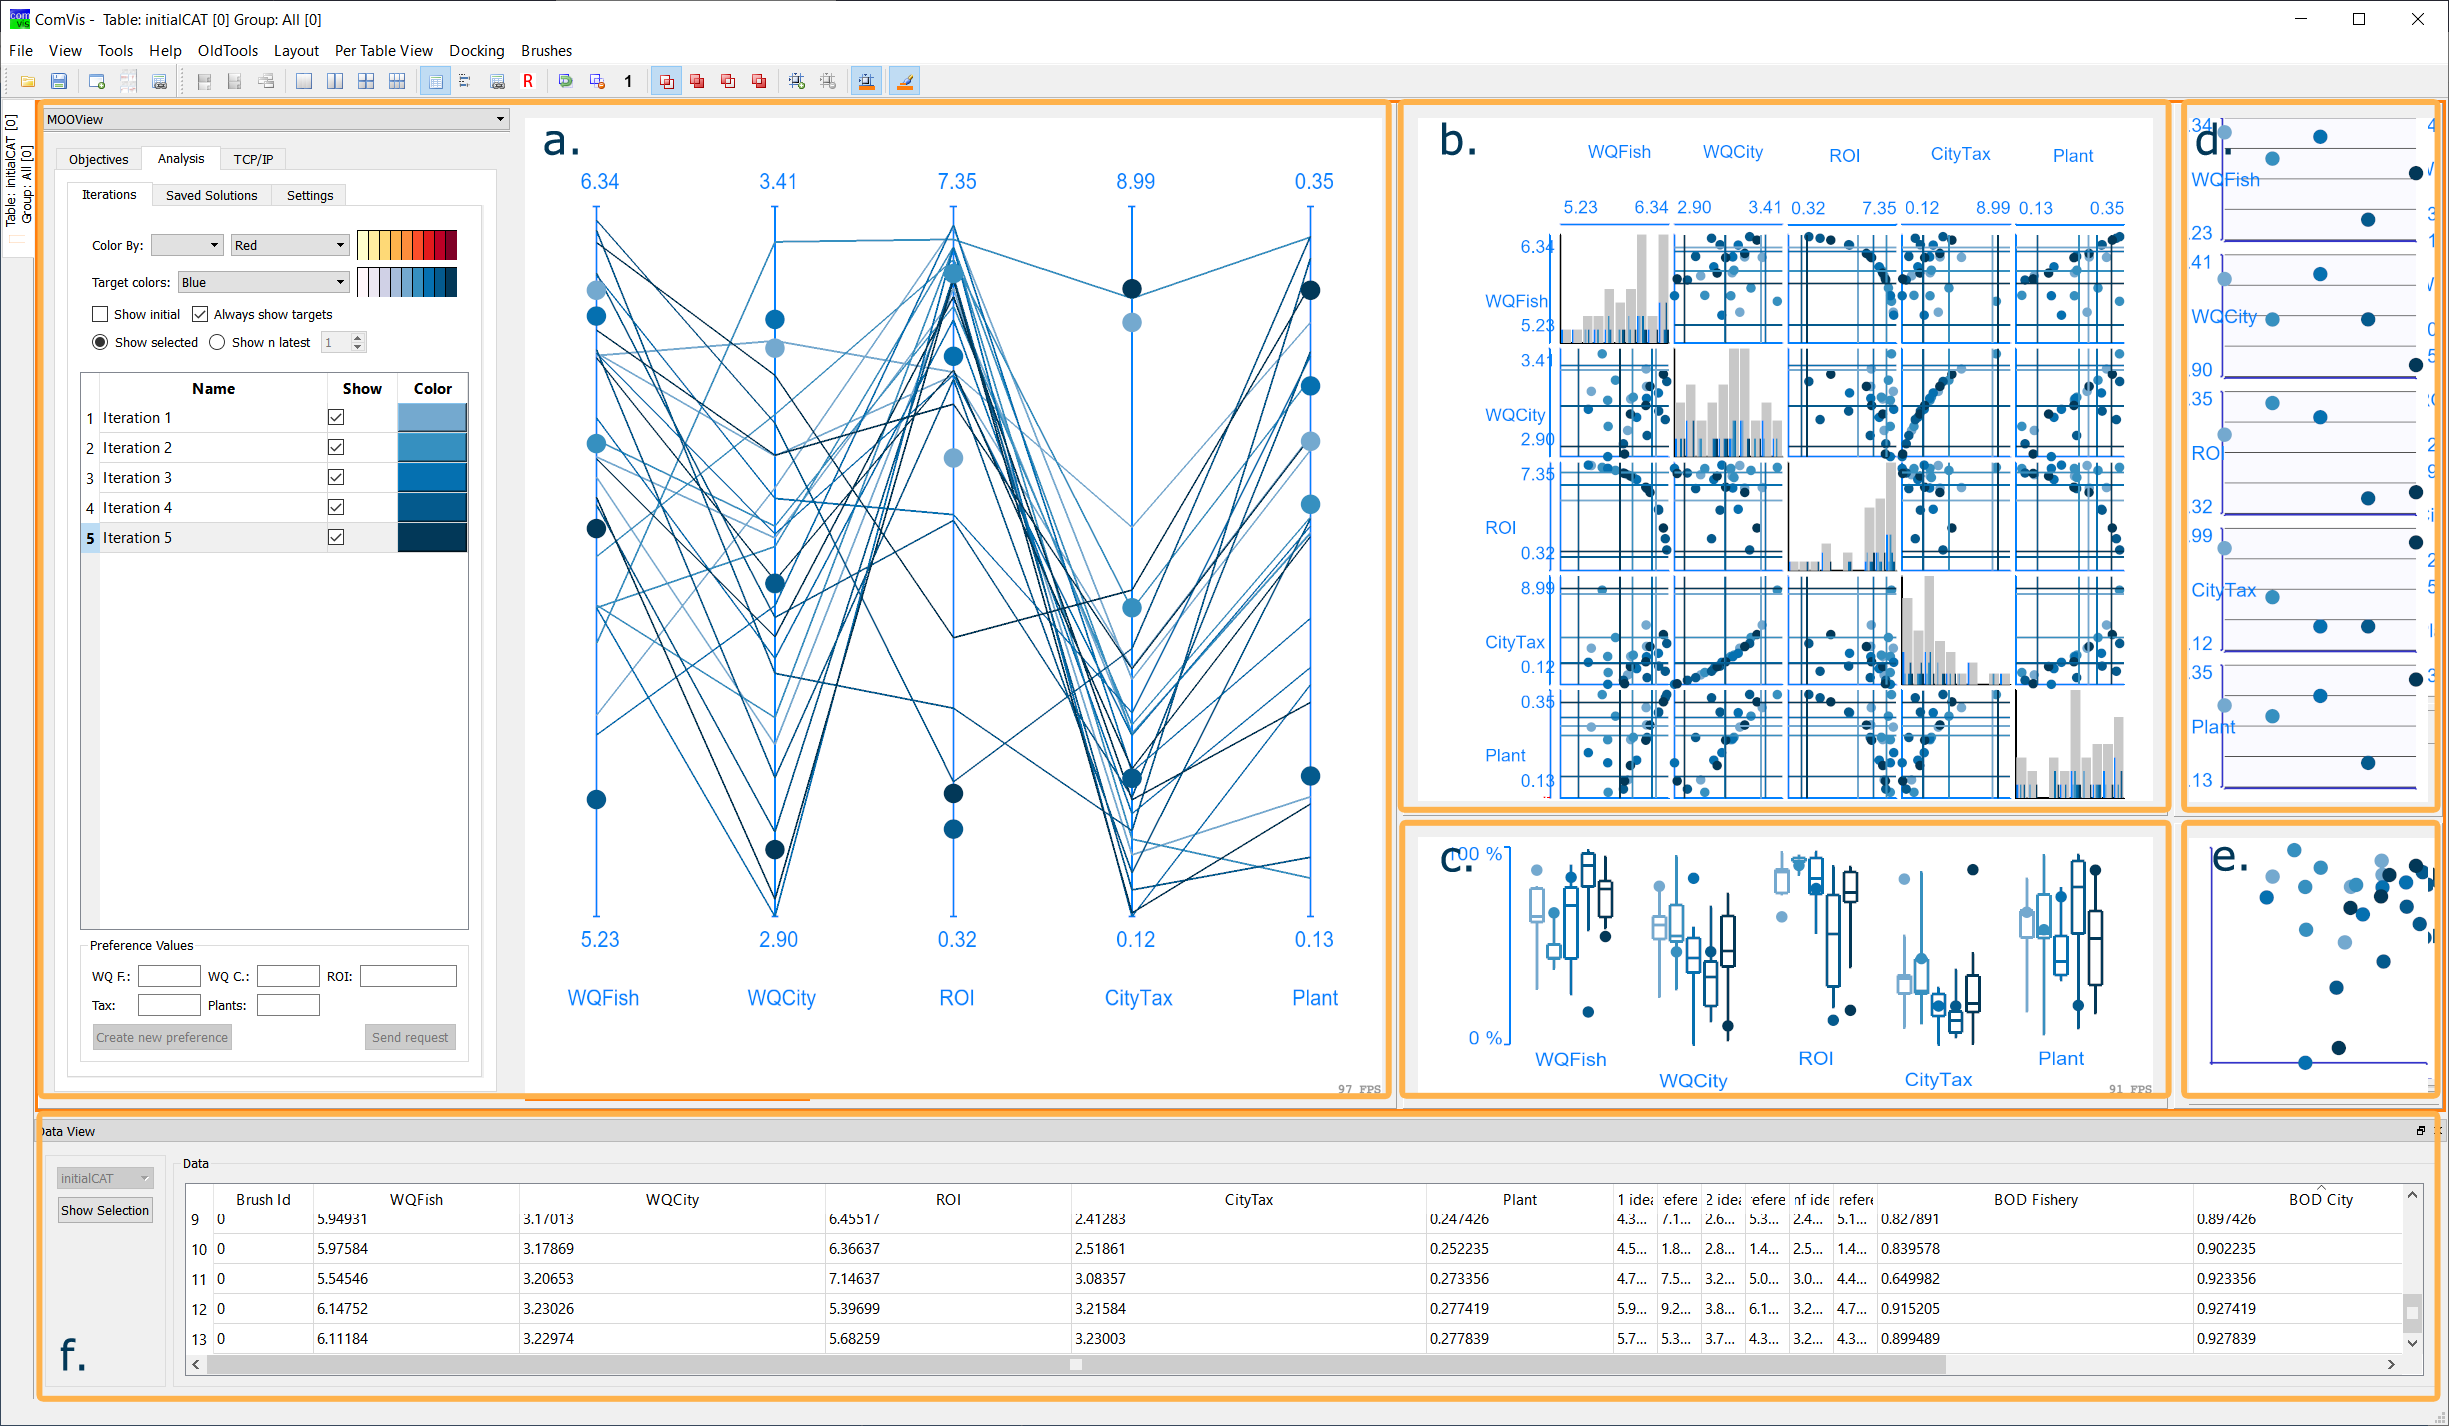 ComVis - Table: initialCAT [0] Group: All [0]
File View Tools Help OldTools Layout Per Table View Docking Brushes
R 1
Table: initialCAT [0]
Group: All [0]
MOOView
Objectives Analysis TCP/IP
Iterations Saved Solutions Settings
Color By: Red
Target colors: Blue
Show initial Always show targets
Show selected Show n latest 1
Name Show Color
1 Iteration 1
2 Iteration 2
3 Iteration 3
4 Iteration 4
5 Iteration 5
Preference Values
WQ F.: WQ C.: ROI:
Tax: Plants:
Create new preference Send request
a.
6.34 3.41 7.35 8.99 0.35
5.23 2.90 0.32 0.12 0.13
WQFish WQCity ROI CityTax Plant
97 FPS
b.
WQFish WQCity ROI CityTax Plant
5.23 6.34 2.90 3.41 0.32 7.35 0.12 8.99 0.13 0.35
6.34
WQFish
5.23
3.41
WQCity
2.90
7.35
ROI
0.32
8.99
CityTax
0.12
0.35
Plant
0.13
c.
100 %
0 %
WQFish WQCity ROI CityTax Plant
91 FPS
d.
.34
WQFish
.23
.41
WQCity
.90
.35
ROI
.32
.99
CityTax
.12
.35
Plant
.13
e.
Data View
initialCAT
Show Selection
f.
Data
Brush Id WQFish WQCity ROI CityTax Plant 1 idea refere 2 idea refere nf ide refere BOD Fishery BOD City
9 0 5.94931 3.17013 6.45517 2.41283 0.247426 4.3... 7.1... 2.6... 5.3... 2.4... 5.1... 0.827891 0.897426
10 0 5.97584 3.17869 6.36637 2.51861 0.252235 4.5... 1.8... 2.8... 1.4... 2.5... 1.4... 0.839578 0.902235
11 0 5.54546 3.20653 7.14637 3.08357 0.273356 4.7... 7.5... 3.2... 5.0... 3.0... 4.4... 0.649982 0.923356
12 0 6.14752 3.23026 5.39699 3.21584 0.277419 5.9... 9.2... 3.8... 6.1... 3.2... 4.7... 0.915205 0.927419
13 0 6.11184 3.22974 5.68259 3.23003 0.277839 5.7... 5.3... 3.7... 4.3... 3.2... 4.3... 0.899489 0.927839